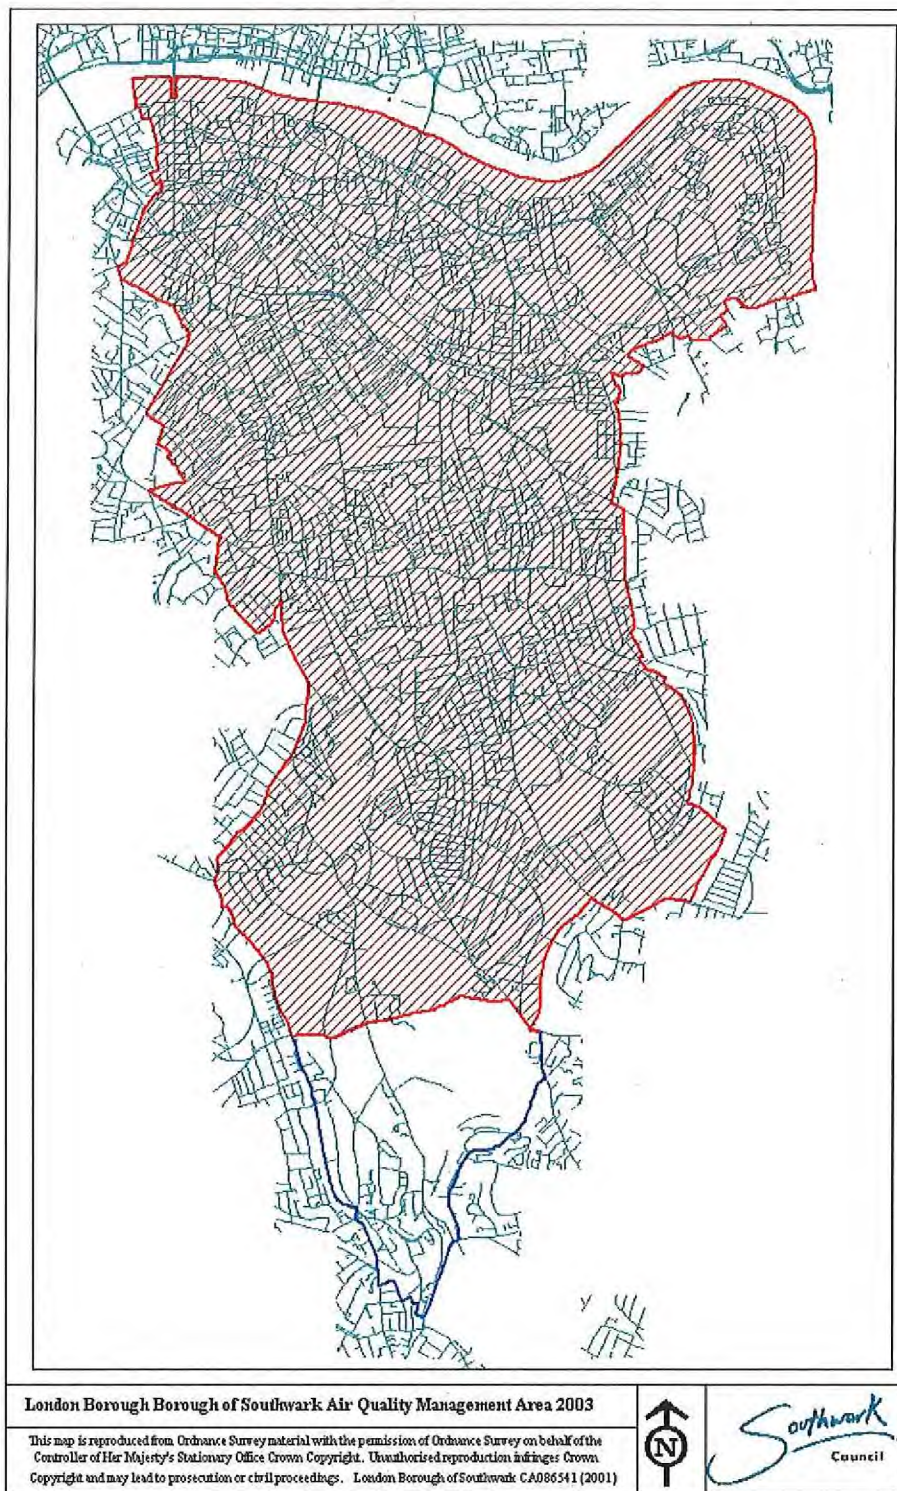 London Borough Borough of Southwark Air Quality Management Area 2003
This map is reproduced from Ordnance Survey material with the permission of Ordnance Survey on behalf of the
Controller of Her Majesty's Stationary Office Crown Copyright. Unauthorised reproduction infringes Crown
Copyright and may lead to prosecution or civil proceedings. London Borough of Southwark CA086541 (2001)
N
Southwark
Council